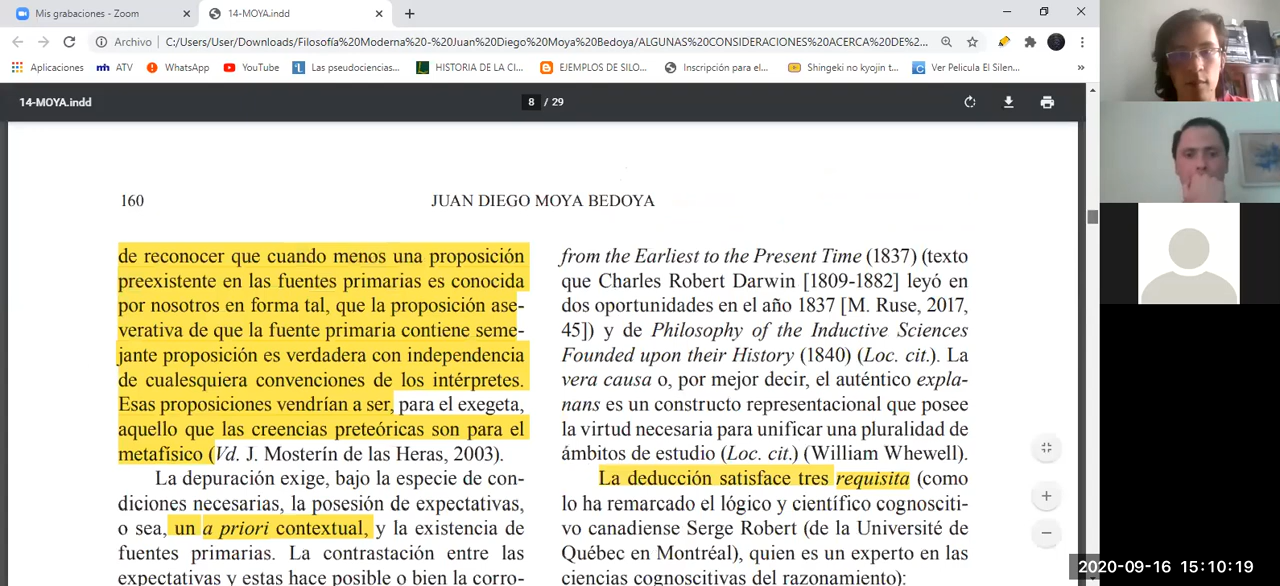 Mis grabaciones - Zoom
14-MOYA.indd
Archivo
C:/Users/User/Downloads/Filosofía%20Moderna%20-%20Juan%20Diego%20Moya%20Bedoya/ALGUNAS%20CONSIDERACIONES%20ACERCA%20DE%...
Aplicaciones
mh ATV
WhatsApp
YouTube
Las pseudociencias...
HISTORIA DE LA CI...
EJEMPLOS DE SILO...
Inscripción para el...
Shingeki no kyojin t...
Ver Pelicula El Silen...
»
14-MOYA.indd
8 / 29
160
JUAN DIEGO MOYA BEDOYA
de reconocer que cuando menos una proposición
preexistente en las fuentes primarias es conocida
por nosotros en forma tal, que la proposición ase-
verativa de que la fuente primaria contiene seme-
jante proposición es verdadera con independencia
de cualesquiera convenciones de los intérpretes.
Esas proposiciones vendrían a ser, para el exegeta,
aquello que las creencias preteóricas son para el
metafísico (Vd. J. Mosterín de las Heras, 2003).
La depuración exige, bajo la especie de con-
diciones necesarias, la posesión de expectativas,
o sea, un a priori contextual, y la existencia de
fuentes primarias. La contrastación entre las
expectativas y estas hace posible o bien la corro-
from the Earliest to the Present Time (1837) (texto
que Charles Robert Darwin [1809-1882] leyó en
dos oportunidades en el año 1837 [M. Ruse, 2017,
45]) y de Philosophy of the Inductive Sciences
Founded upon their History (1840) (Loc. cit.). La
vera causa o, por mejor decir, el auténtico expla-
nans es un constructo representacional que posee
la virtud necesaria para unificar una pluralidad de
ámbitos de estudio (Loc. cit.) (William Whewell).
La deducción satisface tres requisita (como
lo ha remarcado el lógico y científico cognosciti-
vo canadiense Serge Robert (de la Université de
Québec en Montréal), quien es un experto en las
ciencias cognoscitivas del razonamiento):
2020-09-16 15:10:19